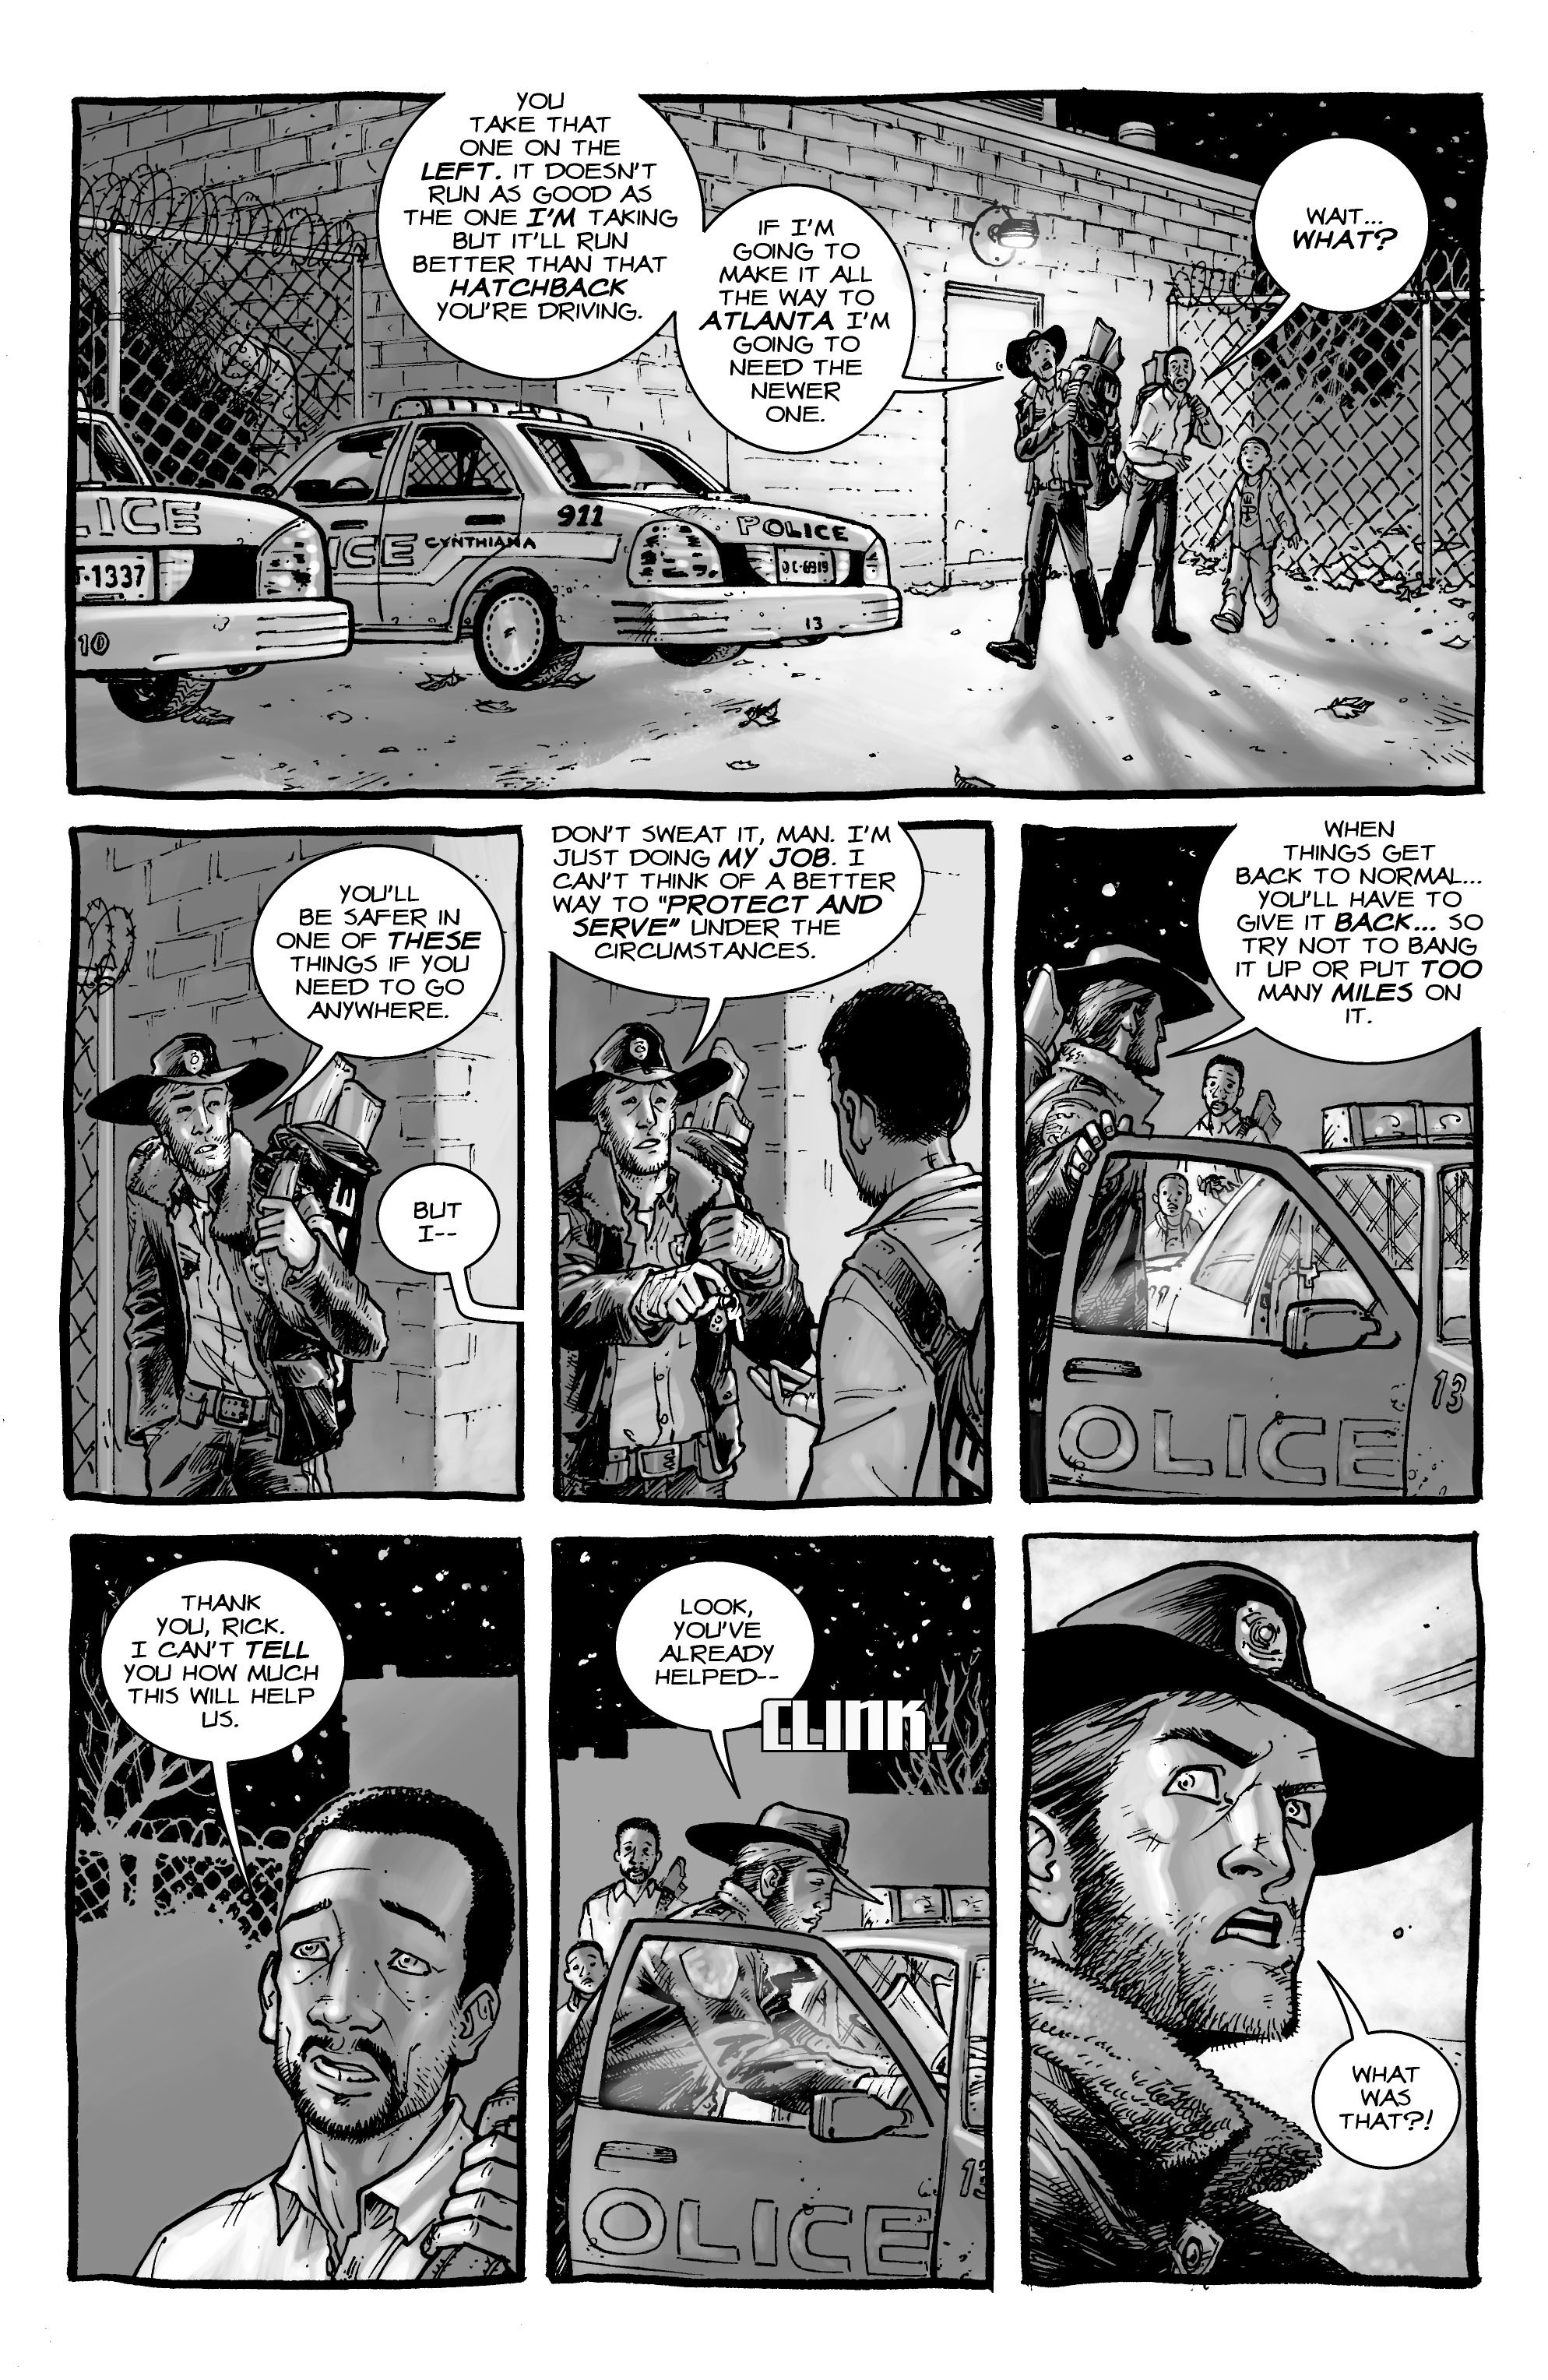 YOU
TAKE THAT
ONE ON THE
LEFT. IT DOESN'T
RUN AS GOOD AS
THE ONE I'M TAKING
BUT IT'LL RUN
BETTER THAN THAT
HATCHBACK
YOU'RE DRIVING.
IF I'M
GOING TO
MAKE IT ALL
THE WAY TO
ATLANTA I'M
GOING TO
NEED THE
NEWER
ONE.
WAIT...
WHAT?
LICE
T·1337
10
ICE CYNTHIANA
911
POLICE
13
YOU'LL
BE SAFER IN
ONE OF THESE
THINGS IF YOU
NEED TO GO
ANYWHERE.
BUT
I--
DON'T SWEAT IT, MAN. I'M
JUST DOING MY JOB. I
CAN'T THINK OF A BETTER
WAY TO "PROTECT AND
SERVE" UNDER THE
CIRCUMSTANCES.
WHEN
THINGS GET
BACK TO NORMAL...
YOU'LL HAVE TO
GIVE IT BACK... SO
TRY NOT TO BANG
IT UP OR PUT TOO
MANY MILES ON
IT.
13
OLICE
THANK
YOU, RICK.
I CAN'T TELL
YOU HOW MUCH
THIS WILL HELP
US.
LOOK,
YOU'VE
ALREADY
HELPED--
CLINK.
13
OLICE
WHAT
WAS
THAT?!